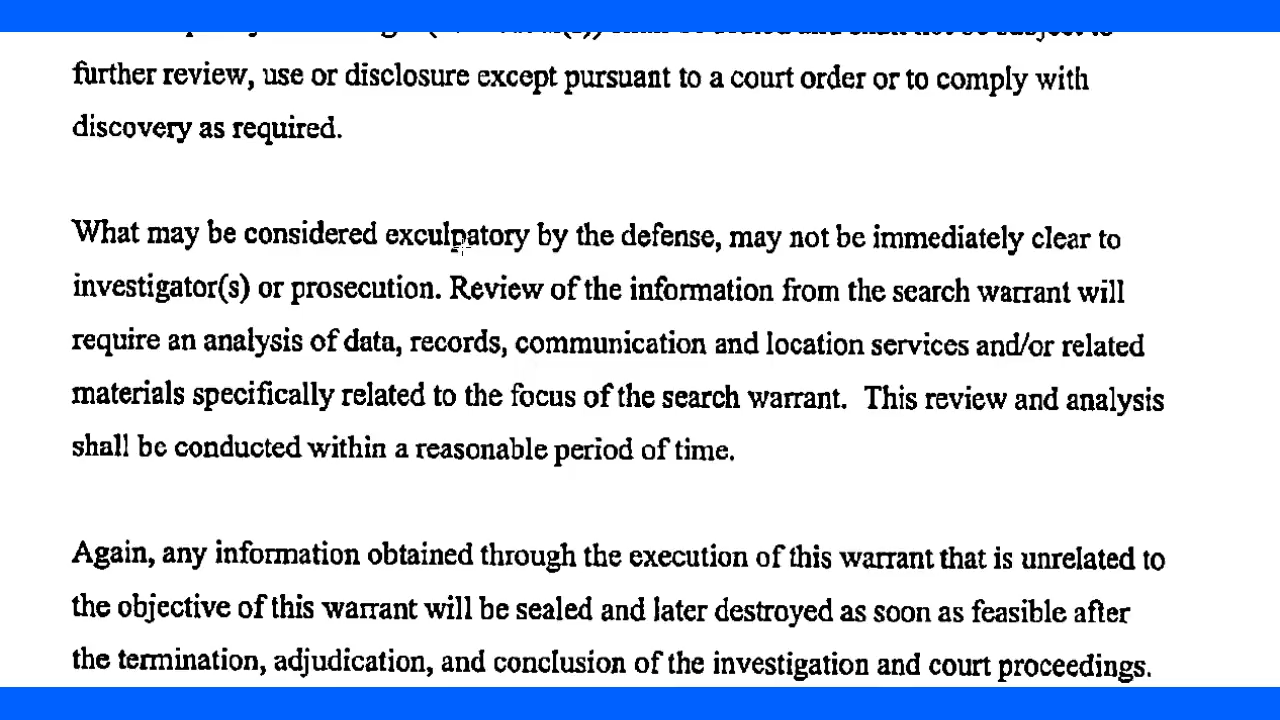 further review, use or disclosure except pursuant to a court order or to comply with
discovery as required.
What may be considered exculpatory by the defense, may not be immediately clear to
investigator(s) or prosecution. Review of the information from the search warrant will
require an analysis of data, records, communication and location services and/or related
materials specifically related to the focus of the search warrant. This review and analysis
shall be conducted within a reasonable period of time.
Again, any information obtained through the execution of this warrant that is unrelated to
the objective of this warrant will be sealed and later destroyed as soon as feasible after
the termination, adjudication, and conclusion of the investigation and court proceedings.